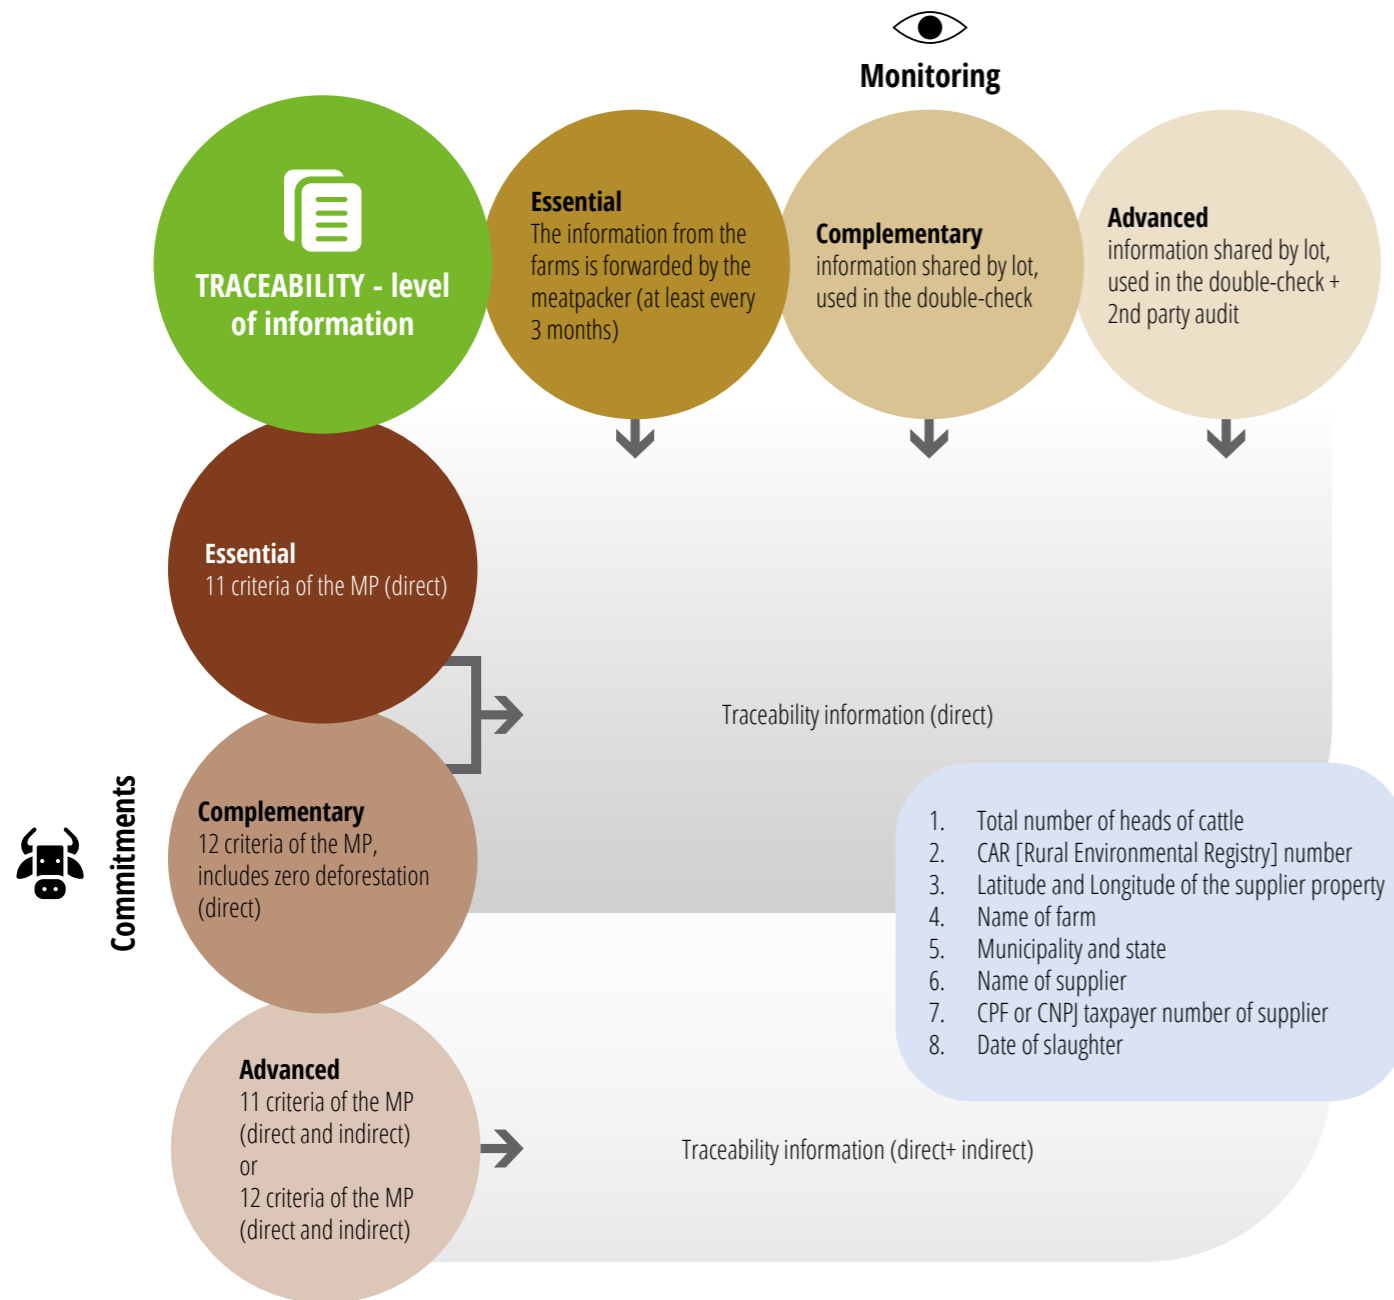 Monitoring
TRACEABILITY - level
of information
Essential
The information from the
farms is forwarded by the
meatpacker (at least every
3 months)
Complementary
information shared by lot,
used in the double-check
Advanced
information shared by lot,
used in the double-check +
2nd party audit
Commitments
Essential
11 criteria of the MP (direct)
Complementary
12 criteria of the MP,
includes zero deforestation
(direct)
Traceability information (direct)
1. Total number of heads of cattle
2. CAR [Rural Environmental Registry] number
3. Latitude and Longitude of the supplier property
4. Name of farm
5. Municipality and state
6. Name of supplier
7. CPF or CNPJ taxpayer number of supplier
8. Date of slaughter
Advanced
11 criteria of the MP
(direct and indirect)
or
12 criteria of the MP
(direct and indirect)
Traceability information (direct+ indirect)